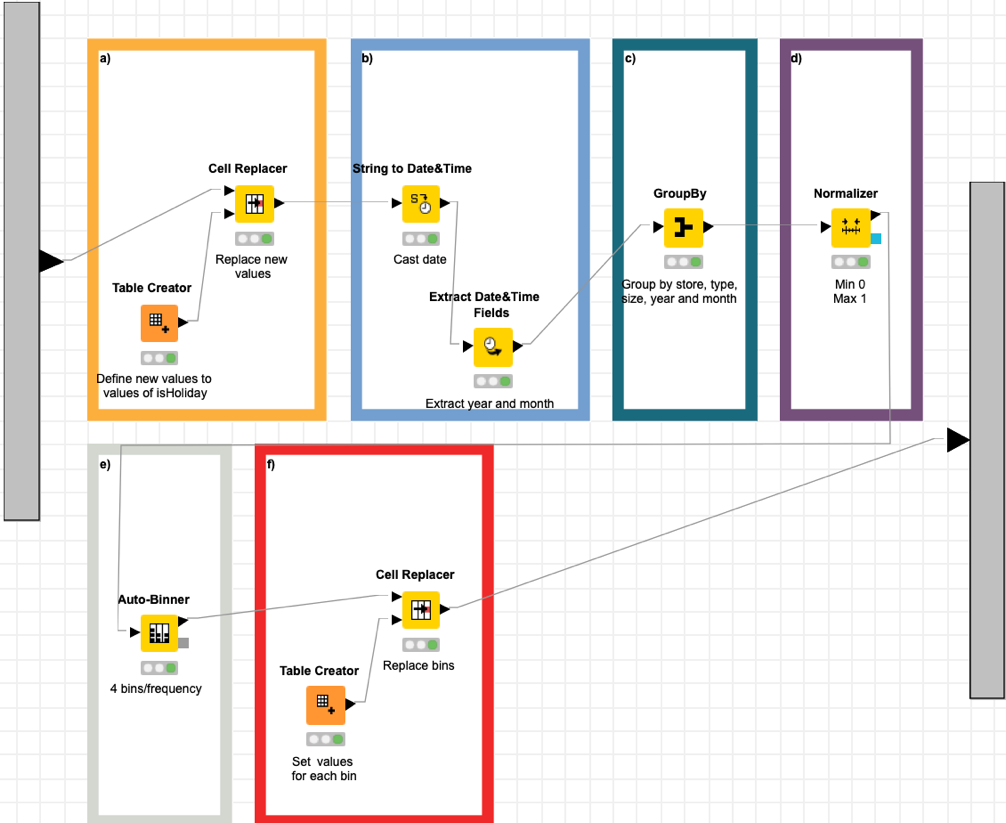 a)
Cell Replacer
Replace new
values
Table Creator
Define new values to
values of isHoliday
b)
String to Date&Time
S
Cast date
Extract Date&Time
Fields
Extract year and month
c)
GroupBy
Group by store, type,
size, year and month
d)
Normalizer
Min 0
Max 1
e)
Auto-Binner
4 bins/frequency
f)
Cell Replacer
Replace bins
Table Creator
Set values
for each bin